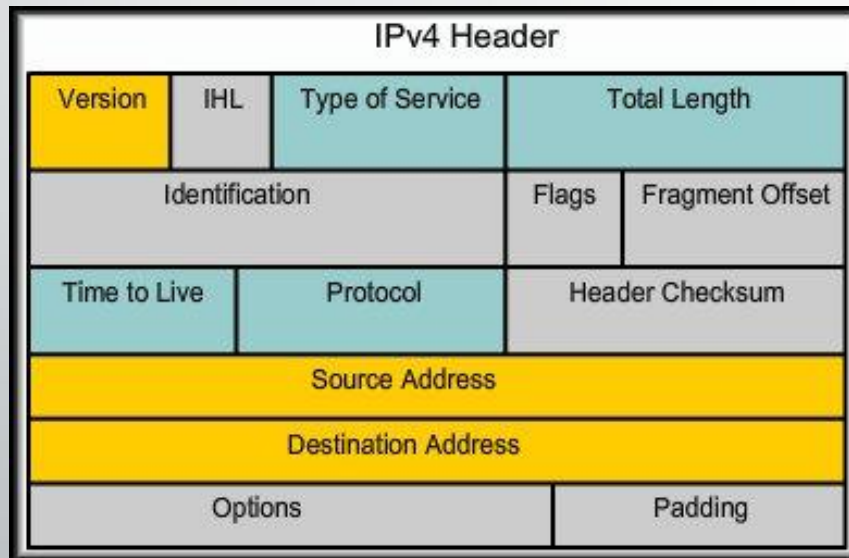 IPv4 Header
Version IHL Type of Service Total Length
Identification Flags Fragment Offset
Time to Live Protocol Header Checksum
Source Address
Destination Address
Options Padding